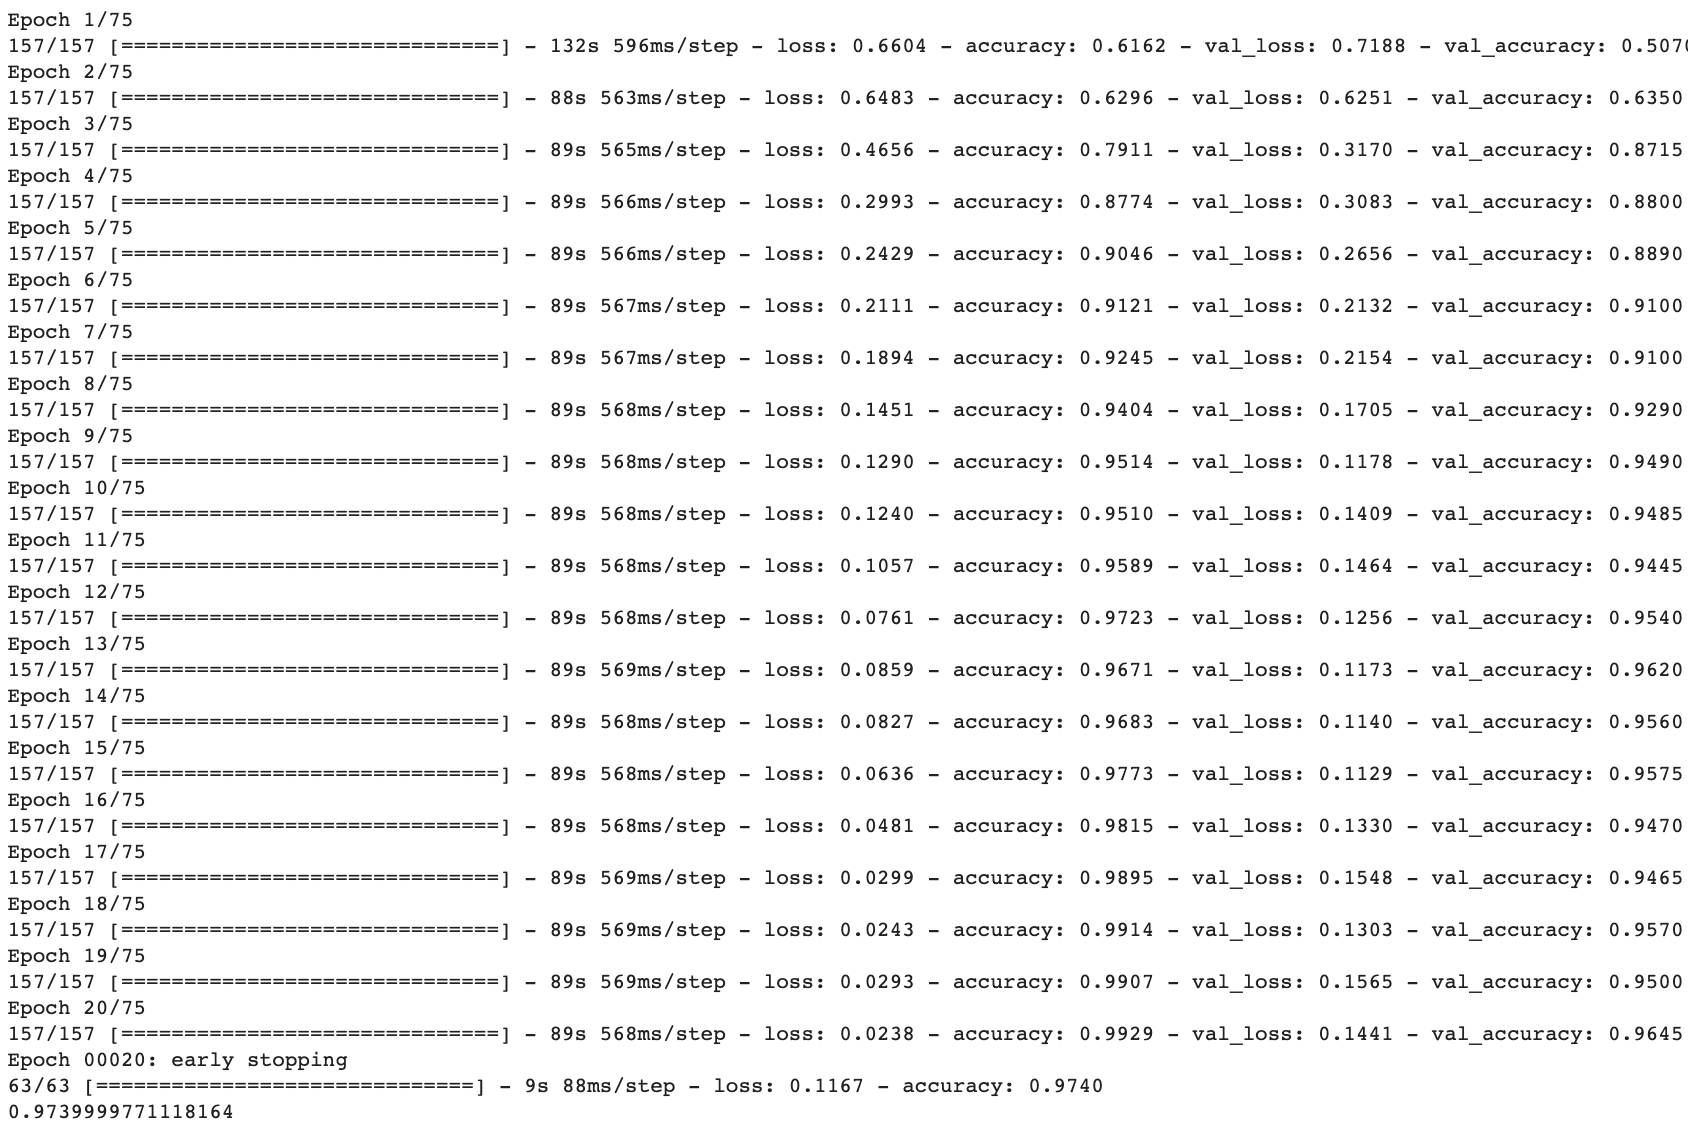 Epoch 1/75
157/157 [==============================] - 132s 596ms/step - loss: 0.6604 - accuracy: 0.6162 - val_loss: 0.7188 - val_accuracy: 0.5070
Epoch 2/75
157/157 [==============================] - 88s 563ms/step - loss: 0.6483 - accuracy: 0.6296 - val_loss: 0.6251 - val_accuracy: 0.6350
Epoch 3/75
157/157 [==============================] - 89s 565ms/step - loss: 0.4656 - accuracy: 0.7911 - val_loss: 0.3170 - val_accuracy: 0.8715
Epoch 4/75
157/157 [==============================] - 89s 566ms/step - loss: 0.2993 - accuracy: 0.8774 - val_loss: 0.3083 - val_accuracy: 0.8800
Epoch 5/75
157/157 [==============================] - 89s 566ms/step - loss: 0.2429 - accuracy: 0.9046 - val_loss: 0.2656 - val_accuracy: 0.8890
Epoch 6/75
157/157 [==============================] - 89s 567ms/step - loss: 0.2111 - accuracy: 0.9121 - val_loss: 0.2132 - val_accuracy: 0.9100
Epoch 7/75
157/157 [==============================] - 89s 567ms/step - loss: 0.1894 - accuracy: 0.9245 - val_loss: 0.2154 - val_accuracy: 0.9100
Epoch 8/75
157/157 [==============================] - 89s 568ms/step - loss: 0.1451 - accuracy: 0.9404 - val_loss: 0.1705 - val_accuracy: 0.9290
Epoch 9/75
157/157 [==============================] - 89s 568ms/step - loss: 0.1290 - accuracy: 0.9514 - val_loss: 0.1178 - val_accuracy: 0.9490
Epoch 10/75
157/157 [==============================] - 89s 568ms/step - loss: 0.1240 - accuracy: 0.9510 - val_loss: 0.1409 - val_accuracy: 0.9485
Epoch 11/75
157/157 [==============================] - 89s 568ms/step - loss: 0.1057 - accuracy: 0.9589 - val_loss: 0.1464 - val_accuracy: 0.9445
Epoch 12/75
157/157 [==============================] - 89s 568ms/step - loss: 0.0761 - accuracy: 0.9723 - val_loss: 0.1256 - val_accuracy: 0.9540
Epoch 13/75
157/157 [==============================] - 89s 569ms/step - loss: 0.0859 - accuracy: 0.9671 - val_loss: 0.1173 - val_accuracy: 0.9620
Epoch 14/75
157/157 [==============================] - 89s 568ms/step - loss: 0.0827 - accuracy: 0.9683 - val_loss: 0.1140 - val_accuracy: 0.9560
Epoch 15/75
157/157 [==============================] - 89s 568ms/step - loss: 0.0636 - accuracy: 0.9773 - val_loss: 0.1129 - val_accuracy: 0.9575
Epoch 16/75
157/157 [==============================] - 89s 568ms/step - loss: 0.0481 - accuracy: 0.9815 - val_loss: 0.1330 - val_accuracy: 0.9470
Epoch 17/75
157/157 [==============================] - 89s 569ms/step - loss: 0.0299 - accuracy: 0.9895 - val_loss: 0.1548 - val_accuracy: 0.9465
Epoch 18/75
157/157 [==============================] - 89s 569ms/step - loss: 0.0243 - accuracy: 0.9914 - val_loss: 0.1303 - val_accuracy: 0.9570
Epoch 19/75
157/157 [==============================] - 89s 569ms/step - loss: 0.0293 - accuracy: 0.9907 - val_loss: 0.1565 - val_accuracy: 0.9500
Epoch 20/75
157/157 [==============================] - 89s 568ms/step - loss: 0.0238 - accuracy: 0.9929 - val_loss: 0.1441 - val_accuracy: 0.9645
Epoch 00020: early stopping
63/63 [==============================] - 9s 88ms/step - loss: 0.1167 - accuracy: 0.9740
0.9739999771118164